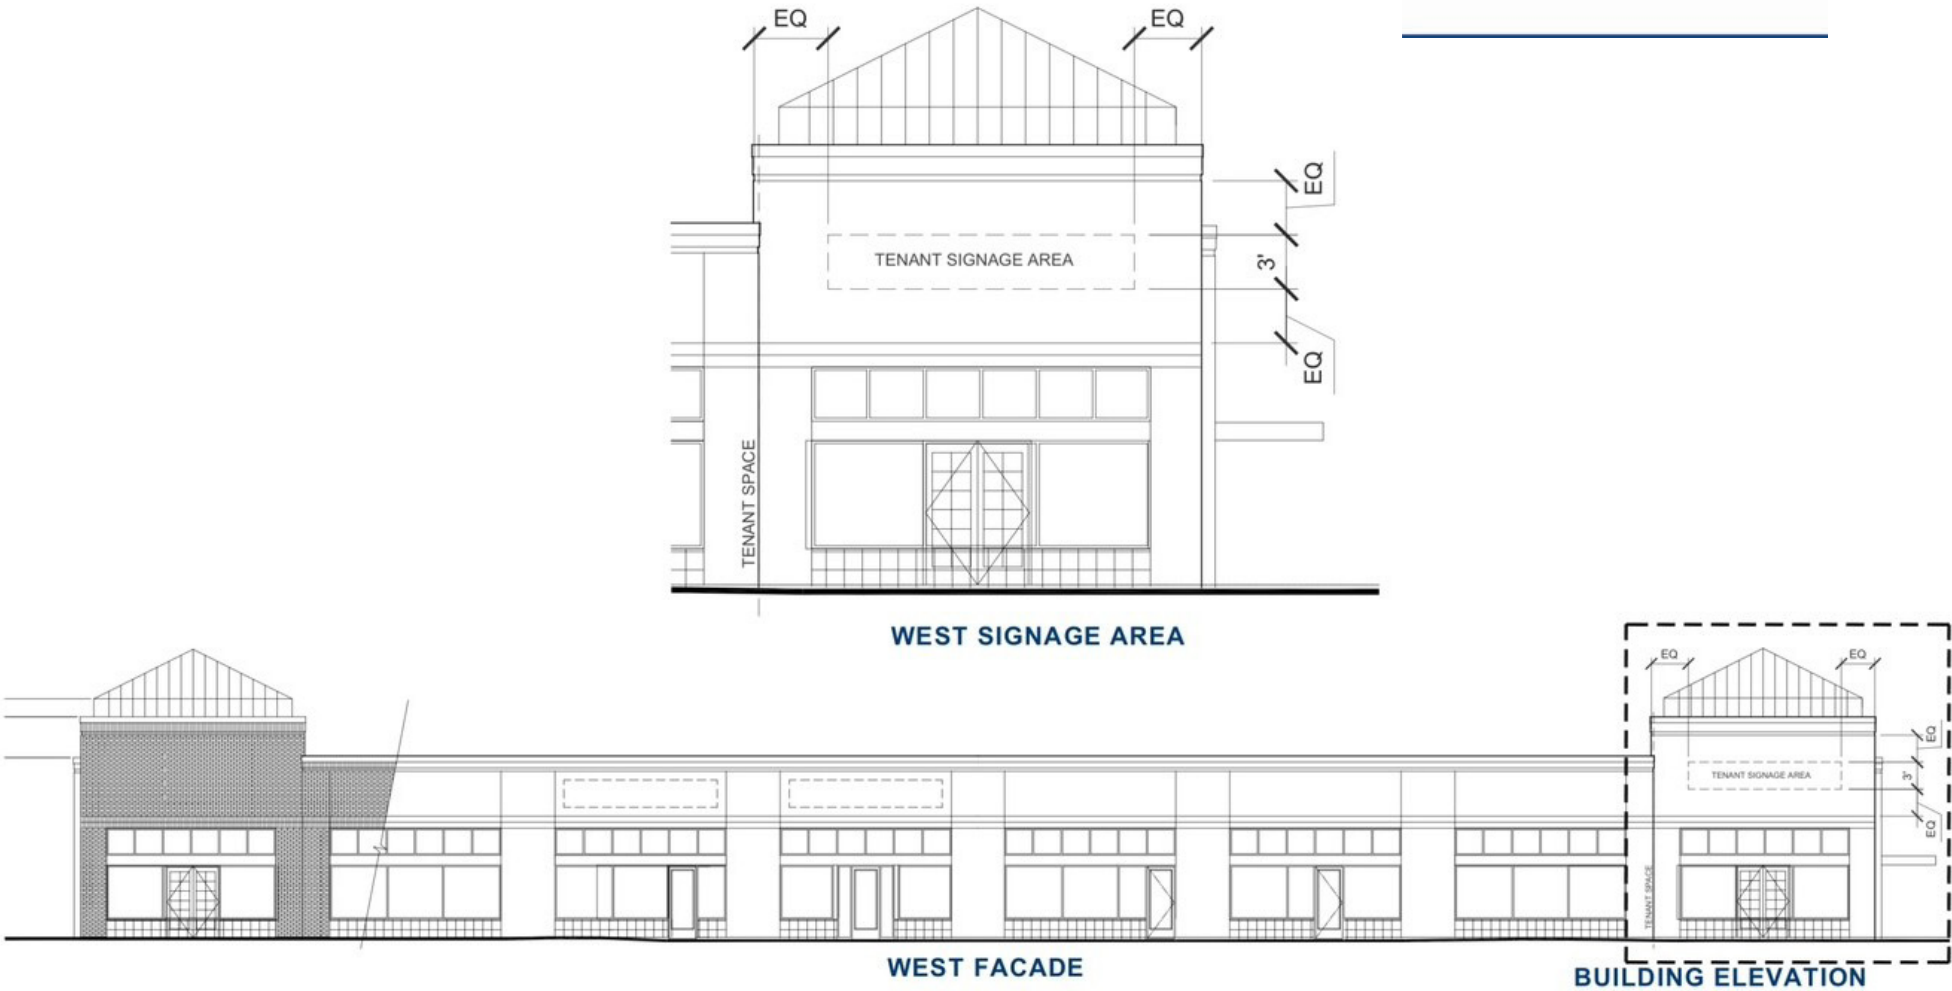 EQ
EQ
EQ
TENANT SIGNAGE AREA
3'
EQ
TENANT SPACE
WEST SIGNAGE AREA
EQ
EQ
EQ
TENANT SIGNAGE AREA
3'
EQ
TENANT SPACE
WEST FACADE
BUILDING ELEVATION